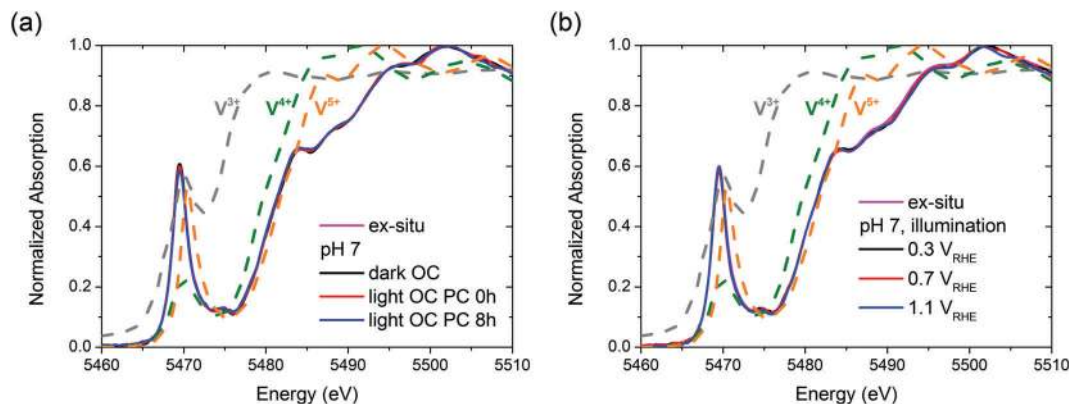 (a)
Normalized Absorption
1.0
0.8
0.6
0.4
0.2
0.0
V³⁺
V⁴⁺
V⁵⁺
ex-situ
pH 7
dark OC
light OC PC 0h
light OC PC 8h
5460 5470 5480 5490 5500 5510
Energy (eV)
(b)
Normalized Absorption
1.0
0.8
0.6
0.4
0.2
0.0
V³⁺
V⁴⁺
V⁵⁺
ex-situ
pH 7, illumination
0.3 V_RHE
0.7 V_RHE
1.1 V_RHE
5460 5470 5480 5490 5500 5510
Energy (eV)